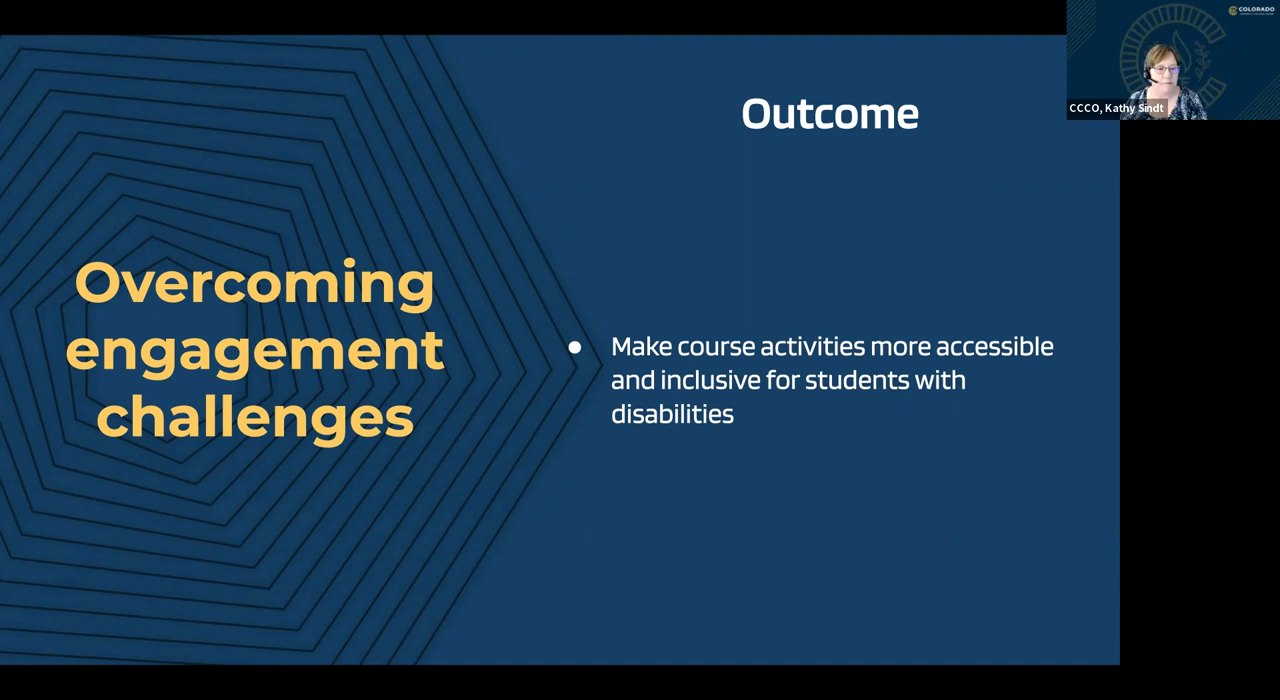 COLORADO
CCCO, Kathy Sindt
Outcome
Overcoming
engagement
challenges
● Make course activities more accessible
and inclusive for students with
disabilities